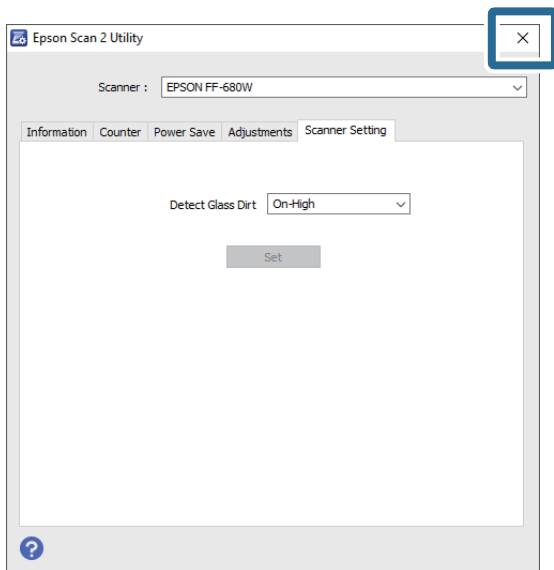 Epson Scan 2 Utility
Scanner : EPSON FF-680W
Information Counter Power Save Adjustments Scanner Setting
Detect Glass Dirt On-High
Set
?